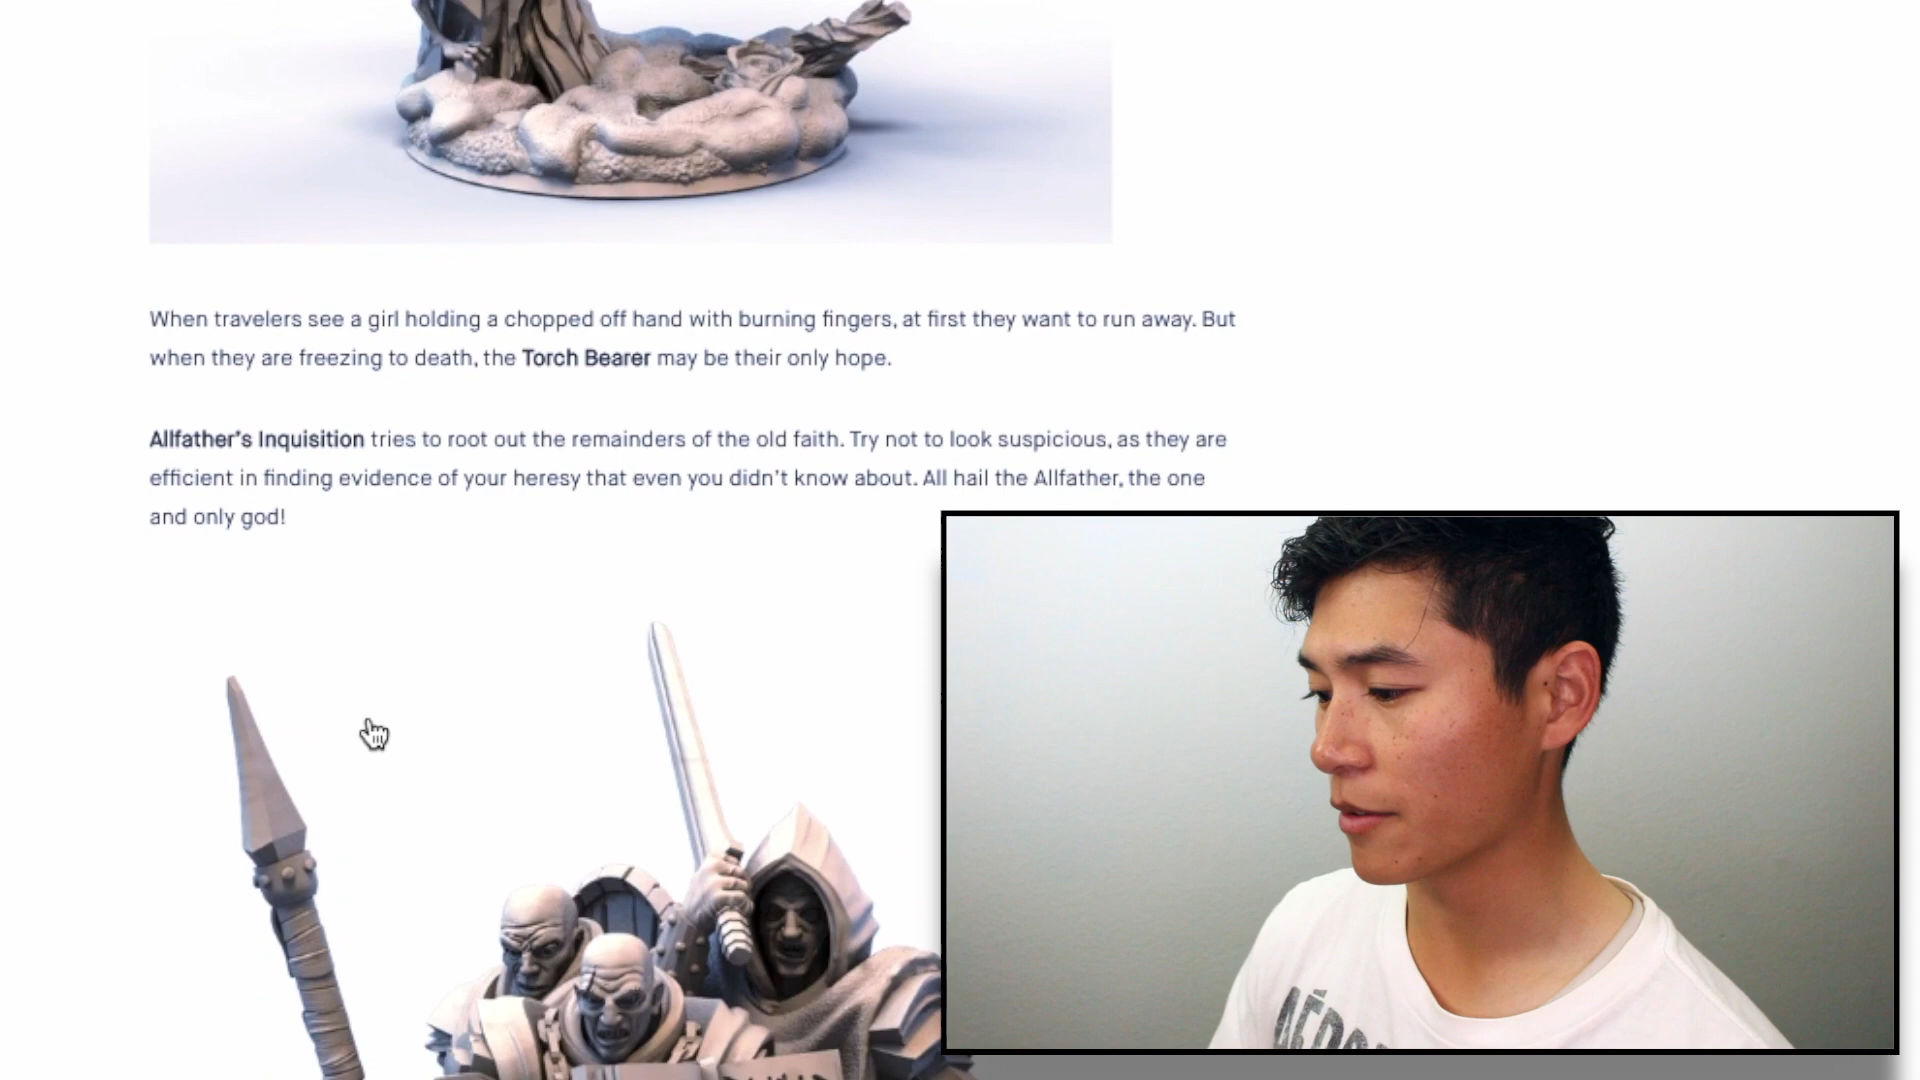 When travelers see a girl holding a chopped off hand with burning fingers, at first they want to run away. But
when they are freezing to death, the Torch Bearer may be their only hope.
Allfather's Inquisition tries to root out the remainders of the old faith. Try not to look suspicious, as they are
efficient in finding evidence of your heresy that even you didn't know about. All hail the Allfather, the one
and only god!